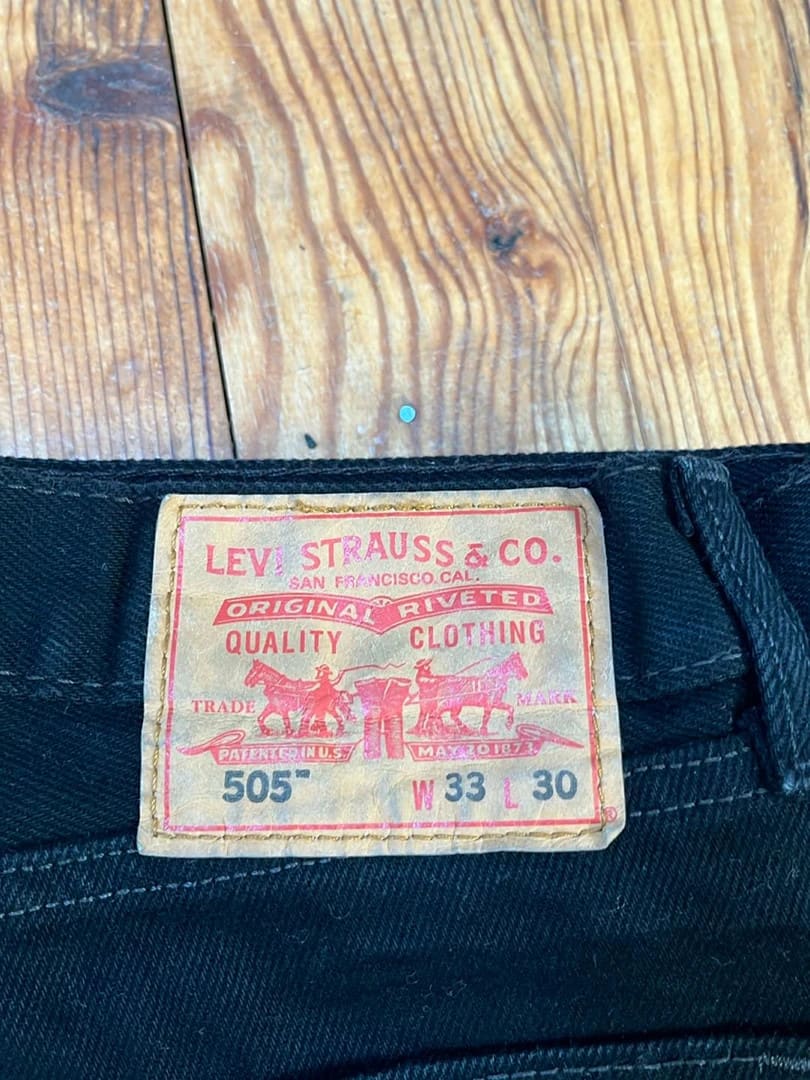 LEVI STRAUSS & CO.
SAN FRANCISCO, CAL.
ORIGINAL RIVETED
QUALITY CLOTHING
TRADE MARK
PATENTED IN U.S. MAY 20 1873.
505™ W 33 L 30 ®